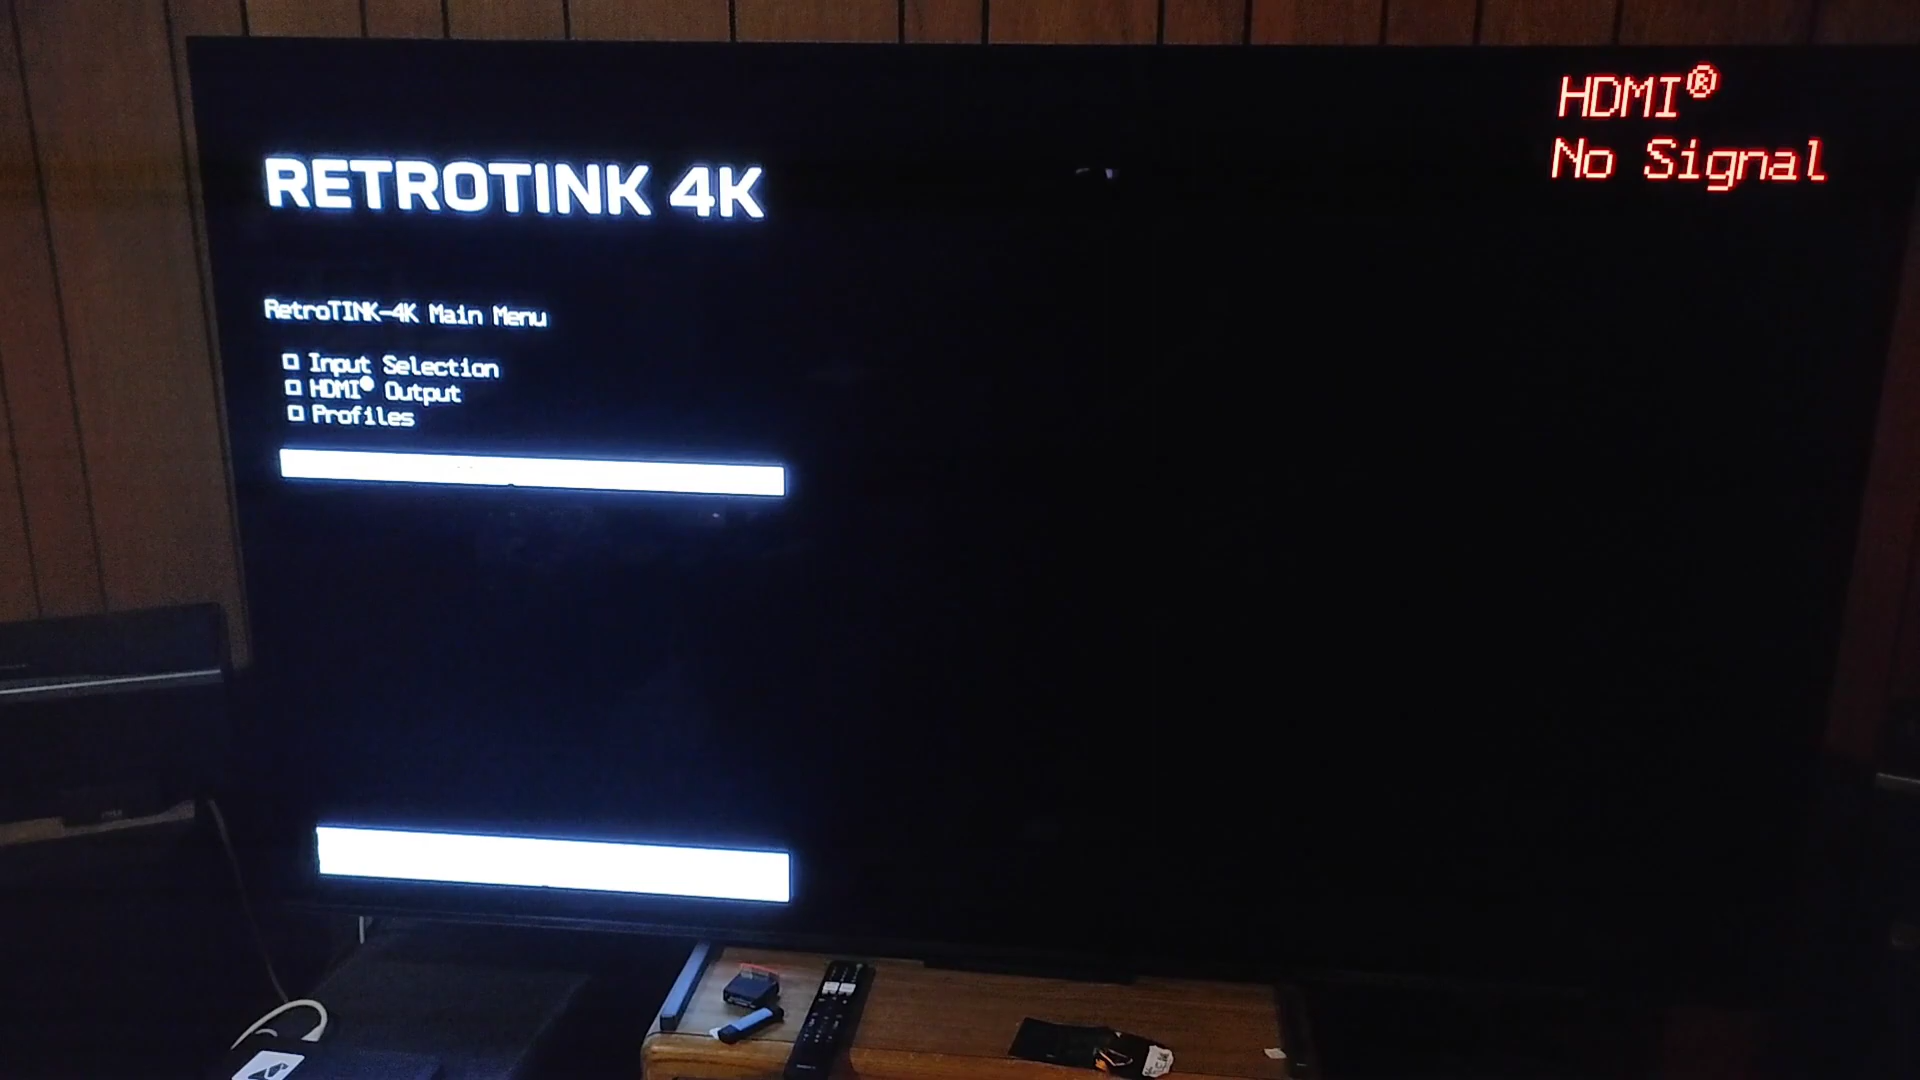 HDMI®
No Signal
RETROTINK 4K
RetroTINK-4K Main Menu
Input Selection
HDMI® Output
Profiles